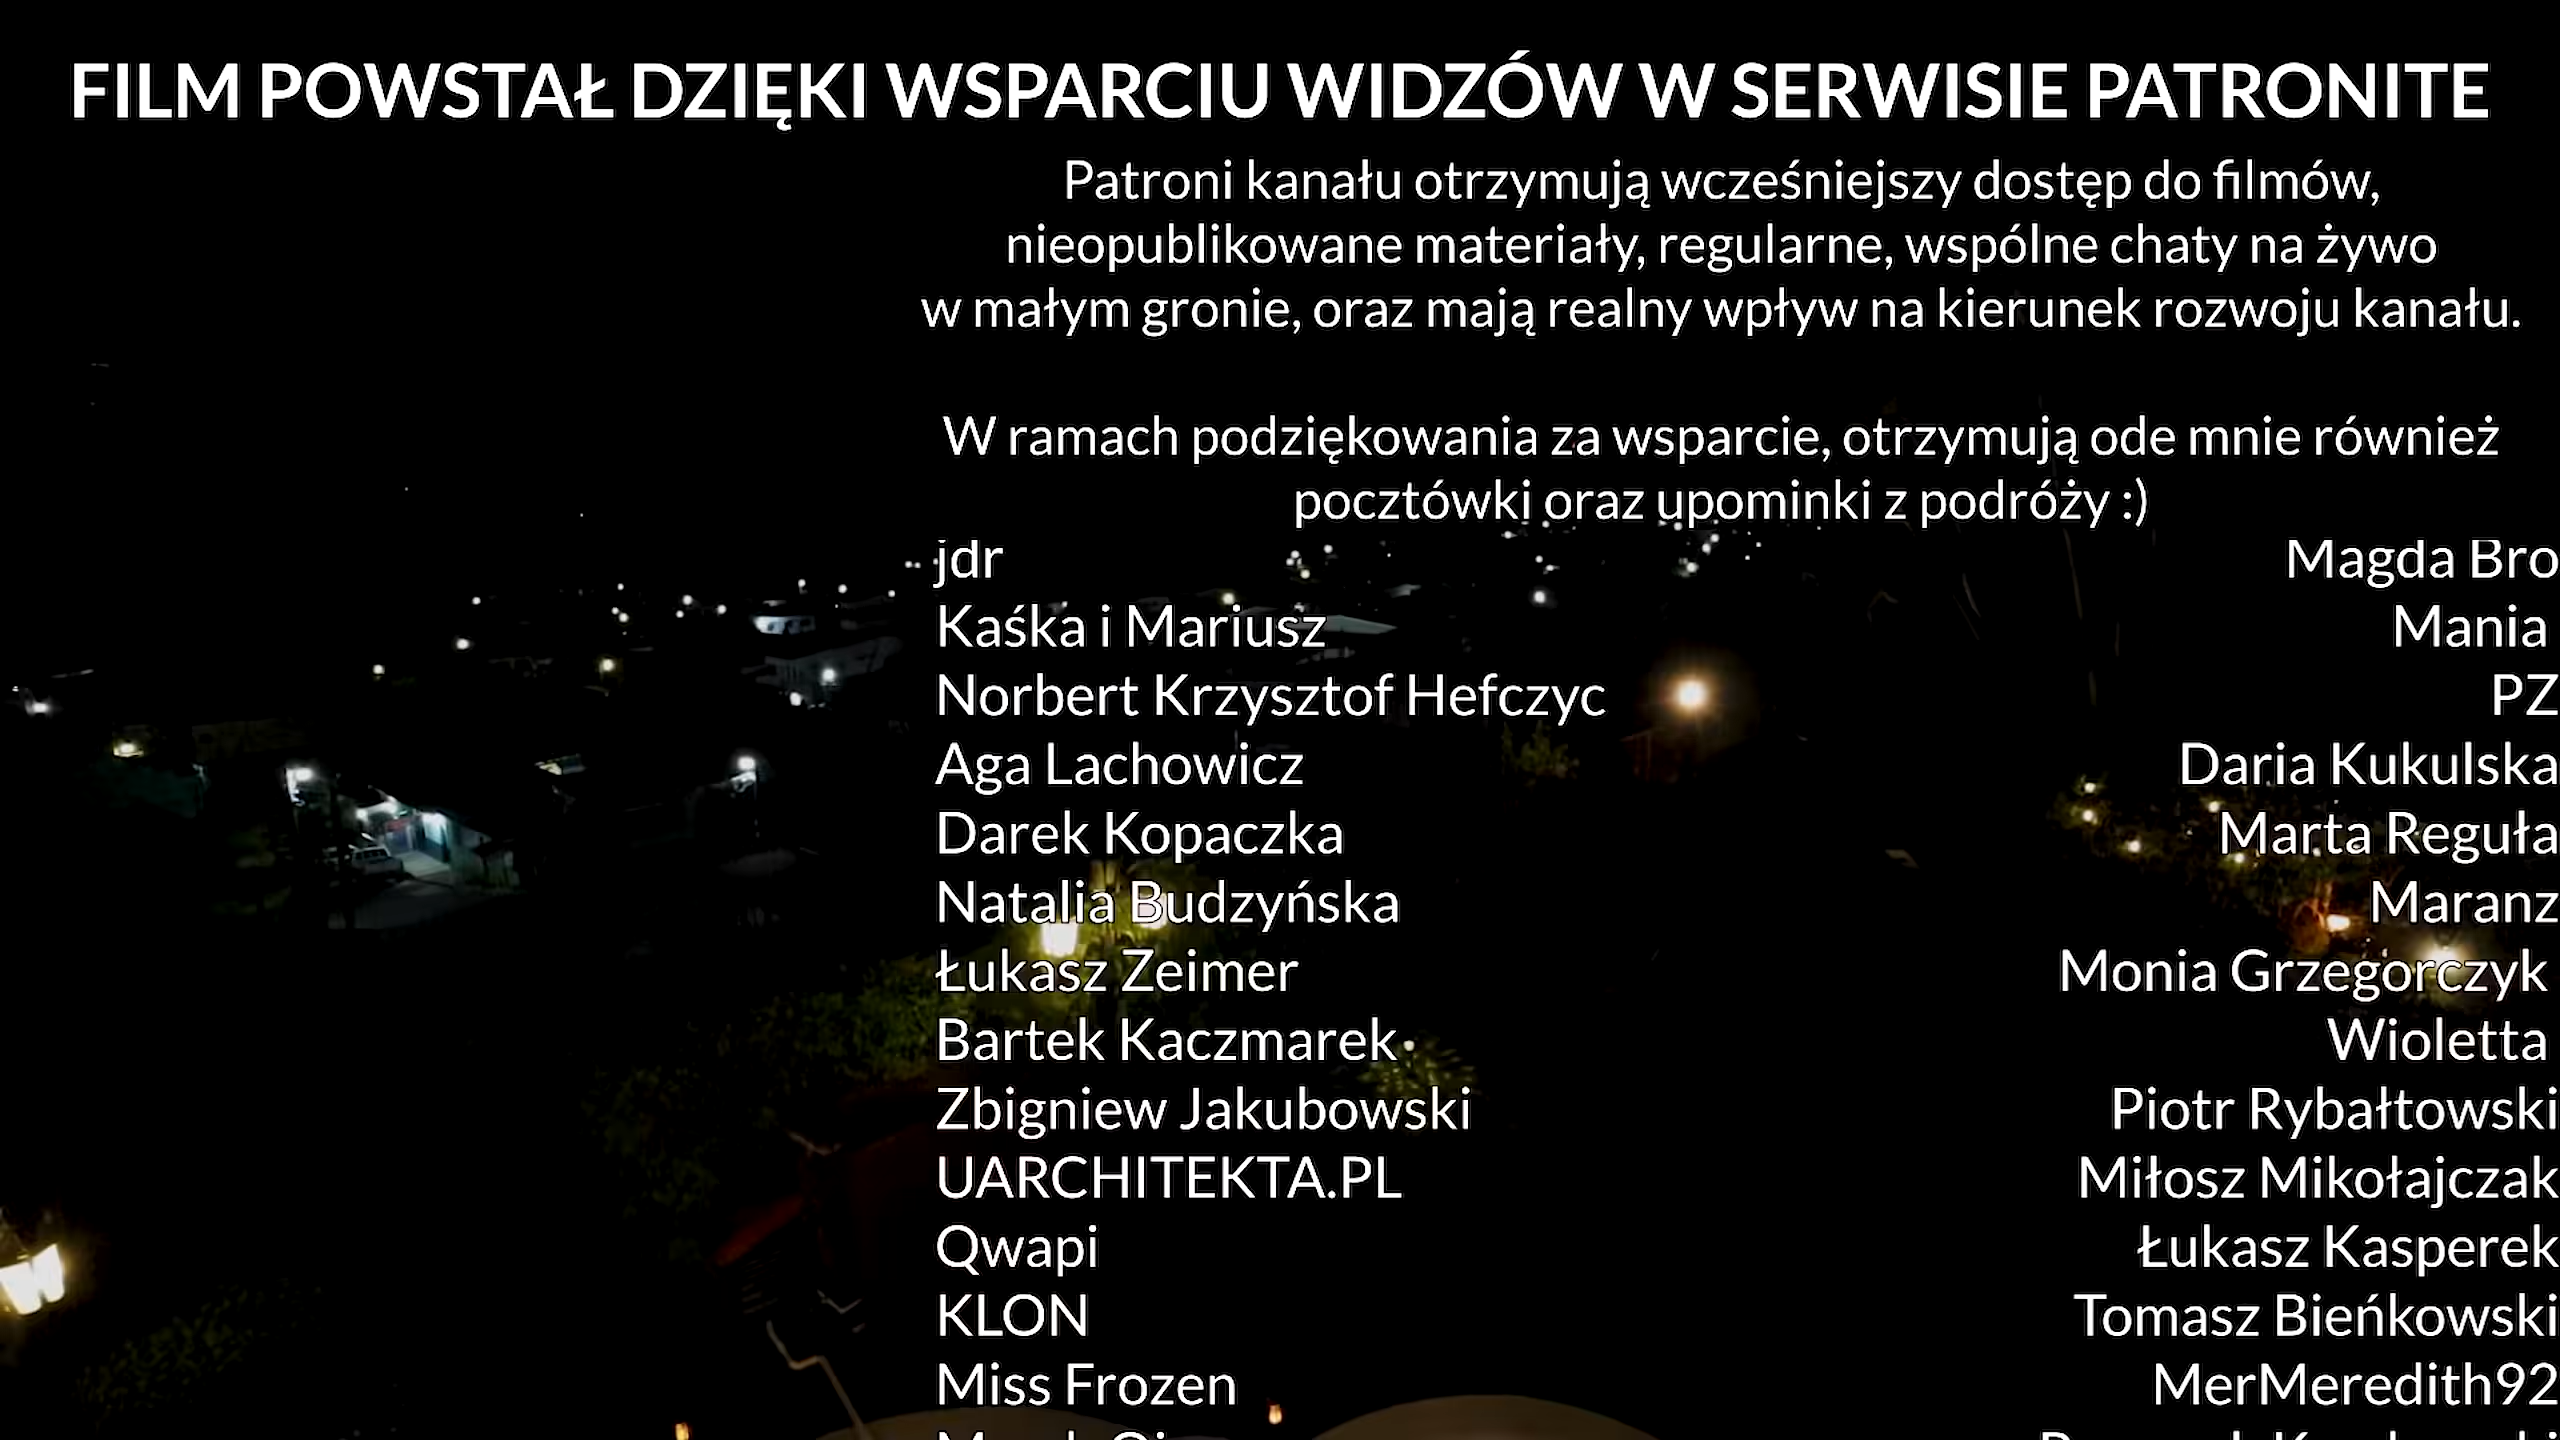 FILM POWSTAŁ DZIĘKI WSPARCIU WIDZÓW W SERWISIE PATRONITE
Patroni kanału otrzymują wcześniejszy dostęp do filmów,
nieopublikowane materiały, regularne, wspólne chaty na żywo
w małym gronie, oraz mają realny wpływ na kierunek rozwoju kanału.
W ramach podziękowania za wsparcie, otrzymują ode mnie również
pocztówki oraz upominki z podróży :)
jdr Magda Bro
Kaśka i Mariusz Mania
Norbert Krzysztof Hefczyc PZ
Aga Lachowicz Daria Kukulska
Darek Kopaczka Marta Reguła
Natalia Budzyńska Maranz
Łukasz Zeimer Monia Grzegorczyk
Bartek Kaczmarek Wioletta
Zbigniew Jakubowski Piotr Rybałtowski
UARCHITEKTA.PL Miłosz Mikołajczak
Qwapi Łukasz Kasperek
KLON Tomasz Bieńkowski
Miss Frozen MerMeredith92